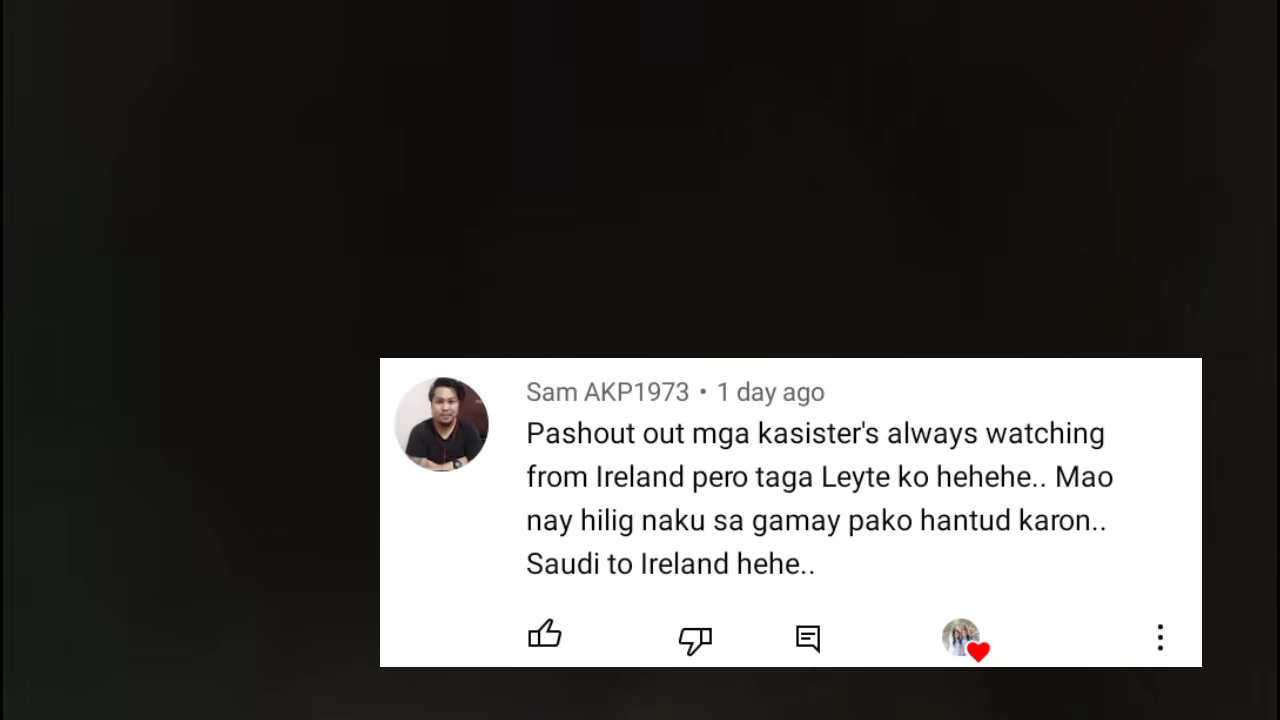 Sam AKP1973 • 1 day ago
Pashout out mga kasister's always watching
from Ireland pero taga Leyte ko hehehe.. Mao
nay hilig naku sa gamay pako hantud karon..
Saudi to Ireland hehe..